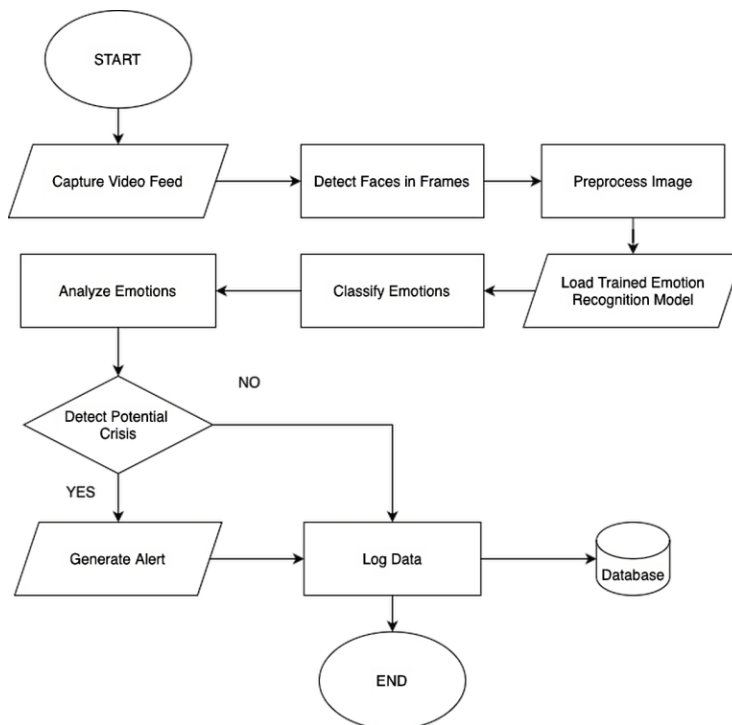 START
Capture Video Feed
Detect Faces in Frames
Preprocess Image
Load Trained Emotion
Recognition Model
Classify Emotions
Analyze Emotions
Detect Potential
Crisis
NO
YES
Generate Alert
Log Data
Database
END